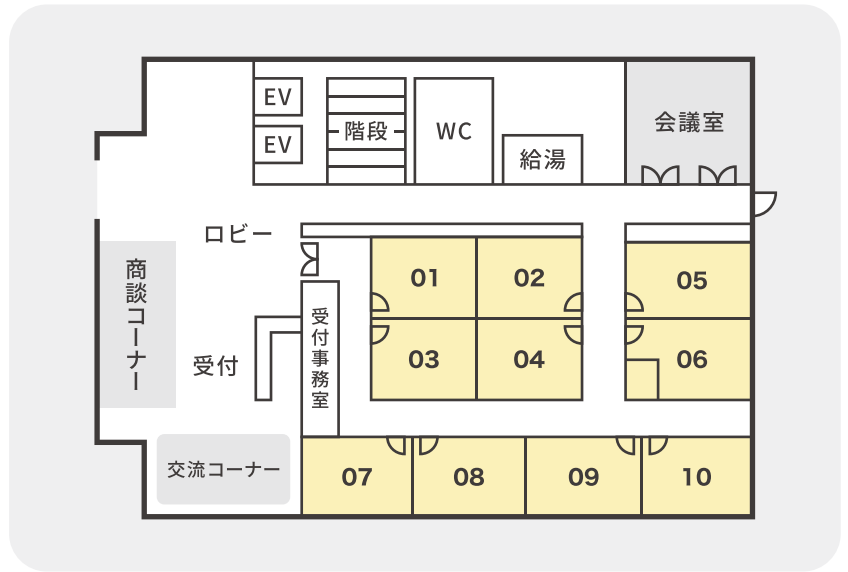 EV
EV
階段
WC
給湯
会議室
ロビー
商談コーナー
受付
受付事務室
交流コーナー
01
02
03
04
05
06
07
08
09
10